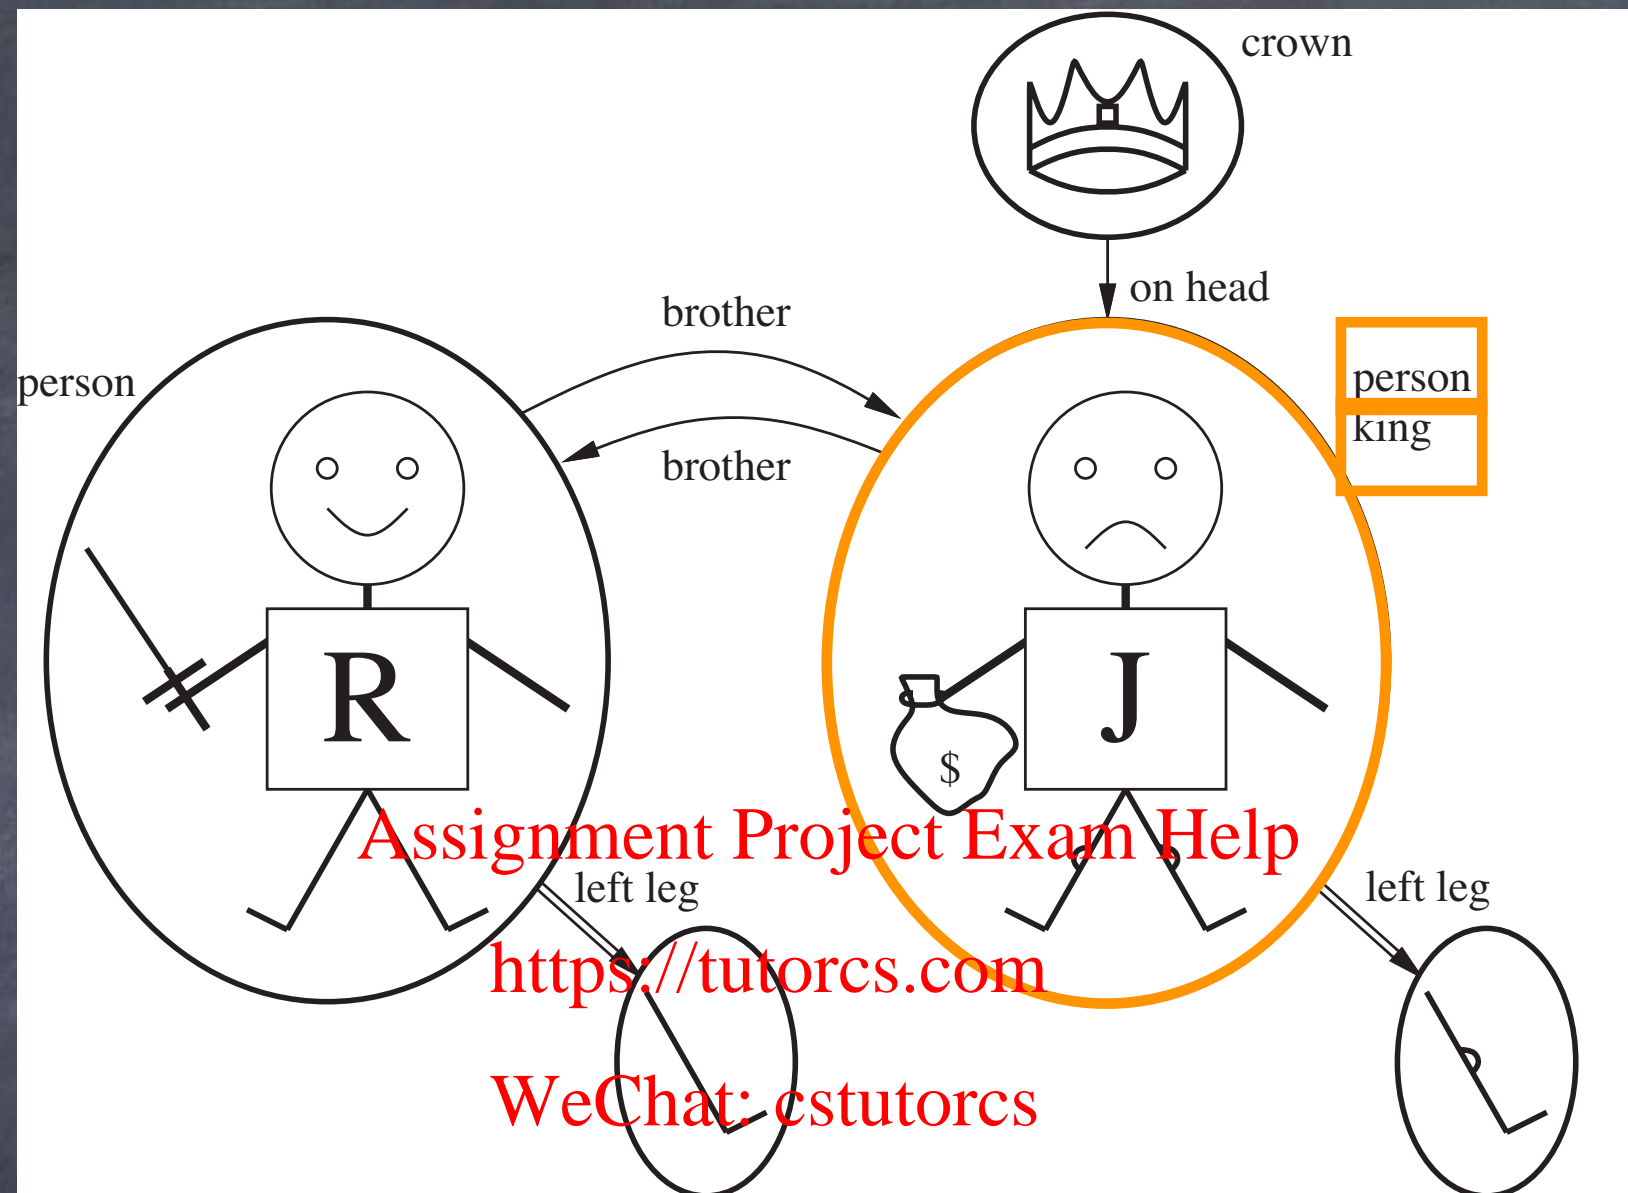 crown
on head
brother
person
person
king
brother
R
J
$
Assignment Project Exam Help
left leg
left leg
https://tutorcs.com
WeChat: cstutorcs